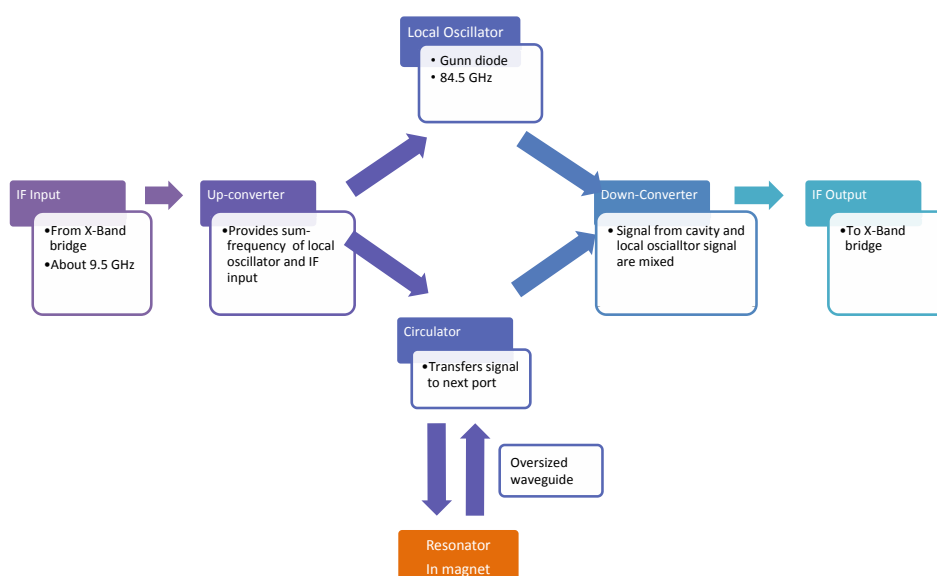 Local Oscillator
• Gunn diode
• 84.5 GHz
IF Input
•From X-Band
bridge
•About 9.5 GHz
Up-converter
•Provides sum-
frequency of local
oscillator and IF
input
Down-Converter
• Signal from cavity and
local oscialltor signal
are mixed
IF Output
•To X-Band
bridge
Circulator
•Transfers signal
to next port
Oversized
waveguide
Resonator
In magnet